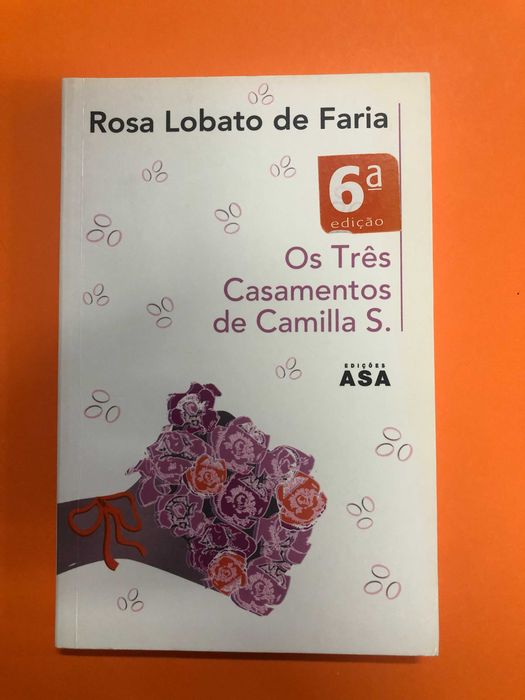 Rosa Lobato de Faria
6ª
edição
Os Três
Casamentos
de Camilla S.
EDIÇÕES
ASA